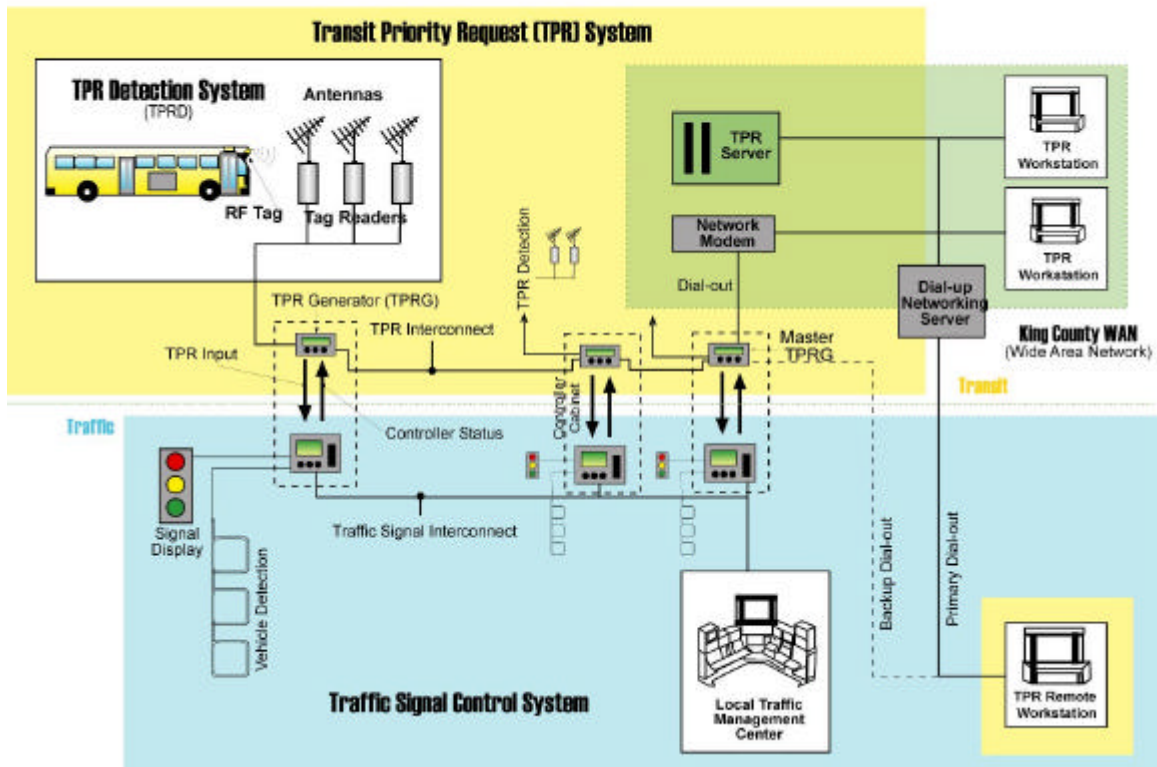 Transit Priority Request (TPR) System
TPR Detection System
(TPRD)
Antennas
RF Tag
Tag Readers
TPR
Server
TPR
Workstation
Network
Modem
TPR
Workstation
Dial-out
Dial-up
Networking
Server
King County WAN
(Wide Area Network)
TPR Detection
TPR Generator (TPRG)
TPR Interconnect
TPR Input
Master
TPRG
Controller
Cabinet
Transit
Traffic
Controller Status
Signal
Display
Traffic Signal Interconnect
Vehicle Detection
Backup Dial-out
Primary Dial-out
Traffic Signal Control System
Local Traffic
Management
Center
TPR Remote
Workstation